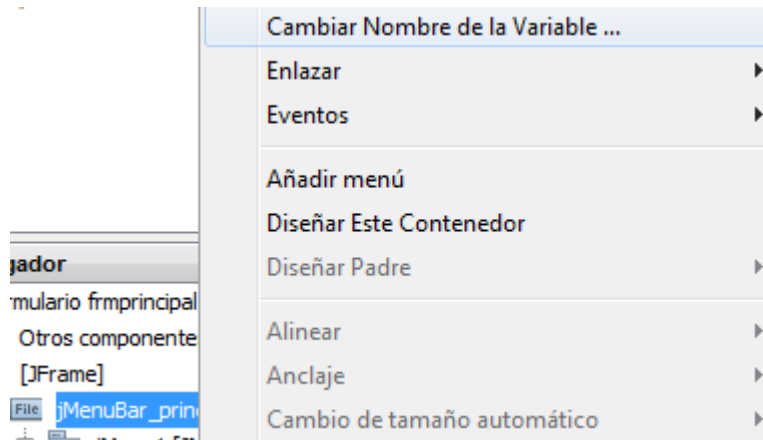 Cambiar Nombre de la Variable ...
Enlazar
Eventos
Añadir menú
Diseñar Este Contenedor
Diseñar Padre
Alinear
Anclaje
Cambio de tamaño automático
gador
rmulario frmprincipal
Otros componente
[JFrame]
File jMenuBar_prin